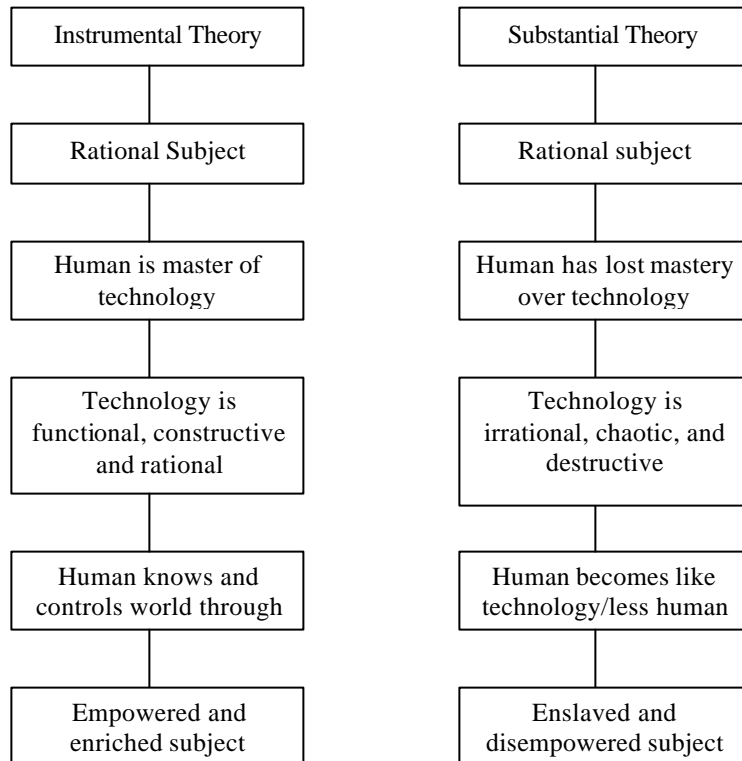 Instrumental Theory
Rational Subject
Human is master of
technology
Technology is
functional, constructive
and rational
Human knows and
controls world through
Empowered and
enriched subject
Substantial Theory
Rational subject
Human has lost mastery
over technology
Technology is
irrational, chaotic, and
destructive
Human becomes like
technology/less human
Enslaved and
disempowered subject